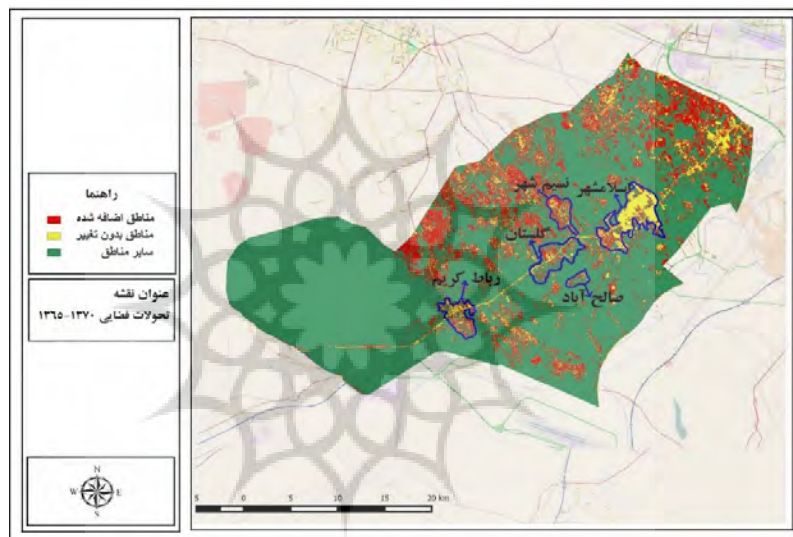 راهنما
مناطق اضافه شده
مناطق بدون تغییر
سایر مناطق
عنوان نقشه
تحولات فضایی ۱۳۷۰-۱۳۶۵
N
W E
S
اسلامشهر
نسیم شهر
گلستان
صالح آباد
رباط کریم
5 0 5 10 15 20 km